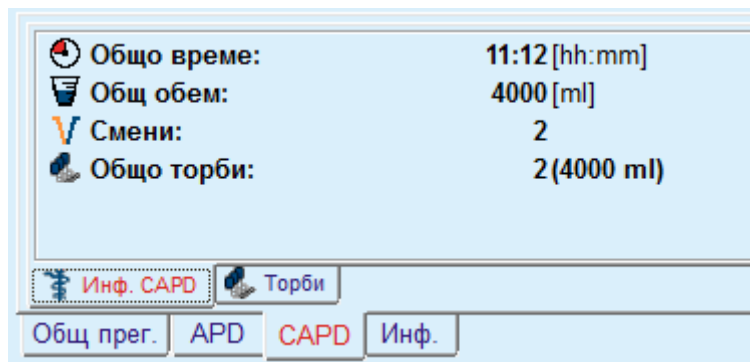 Общо време: 11:12 [hh:mm]
Общ обем: 4000 [ml]
Смени: 2
Общо торби: 2 (4000 ml)
Инф. CAPD Торби
Общ прег. APD CAPD Инф.